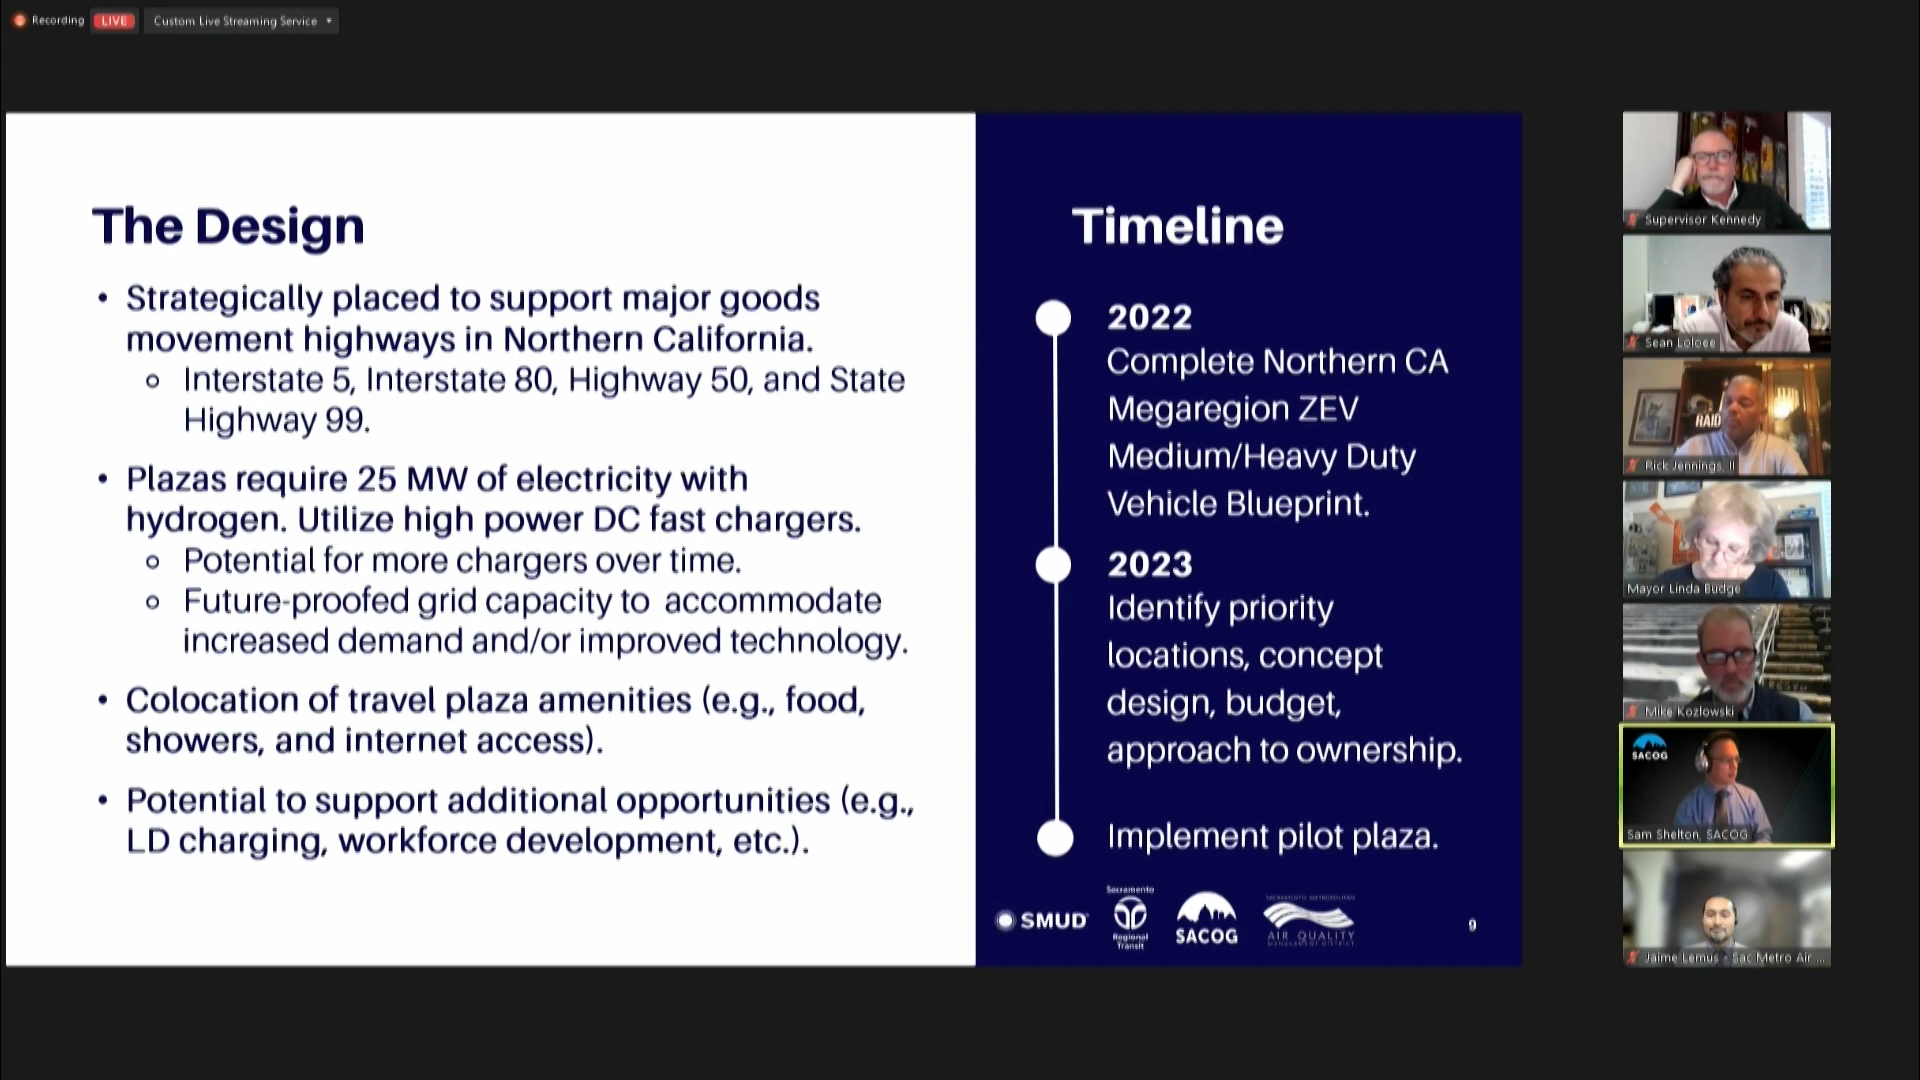 Recording LIVE Custom Live Streaming Service
The Design
• Strategically placed to support major goods
movement highways in Northern California.
Interstate 5, Interstate 80, Highway 50, and State
Highway 99.
• Plazas require 25 MW of electricity with
hydrogen. Utilize high power DC fast chargers.
Potential for more chargers over time.
Future-proofed grid capacity to accommodate
increased demand and/or improved technology.
• Colocation of travel plaza amenities (e.g., food,
showers, and internet access).
• Potential to support additional opportunities (e.g.,
LD charging, workforce development, etc.).
Timeline
2022
Complete Northern CA
Megaregion ZEV
Medium/Heavy Duty
Vehicle Blueprint.
2023
Identify priority
locations, concept
design, budget,
approach to ownership.
Implement pilot plaza.
SMUD
Sacramento
Regional
Transit
SACOG
SACRAMENTO METROPOLITAN
AIR QUALITY
MANAGEMENT DISTRICT
9
Supervisor Kennedy
Sean Loloee
RAID
Rick Jennings, II
Mayor Linda Budge
Mike Kozlowski
SACOG
Sam Shelton, SACOG
Jaime Lemus - Sac Metro Air ...